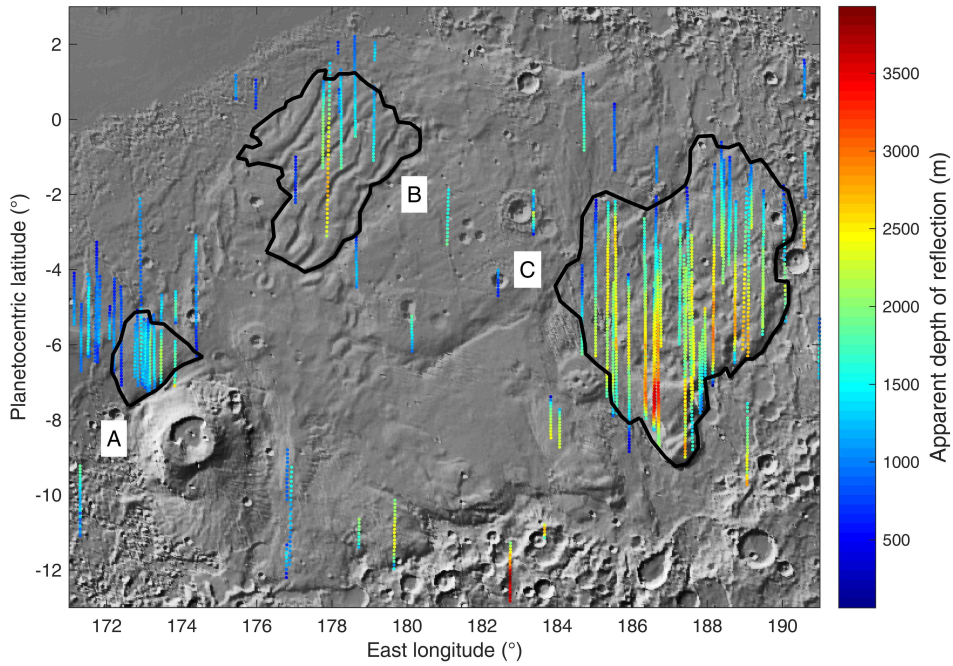 2
0
-2
-4
-6
-8
-10
-12
Planetocentric latitude (°)
172 174 176 178 180 182 184 186 188 190
East longitude (°)
A
B
C
3500
3000
2500
2000
1500
1000
500
Apparent depth of reflection (m)